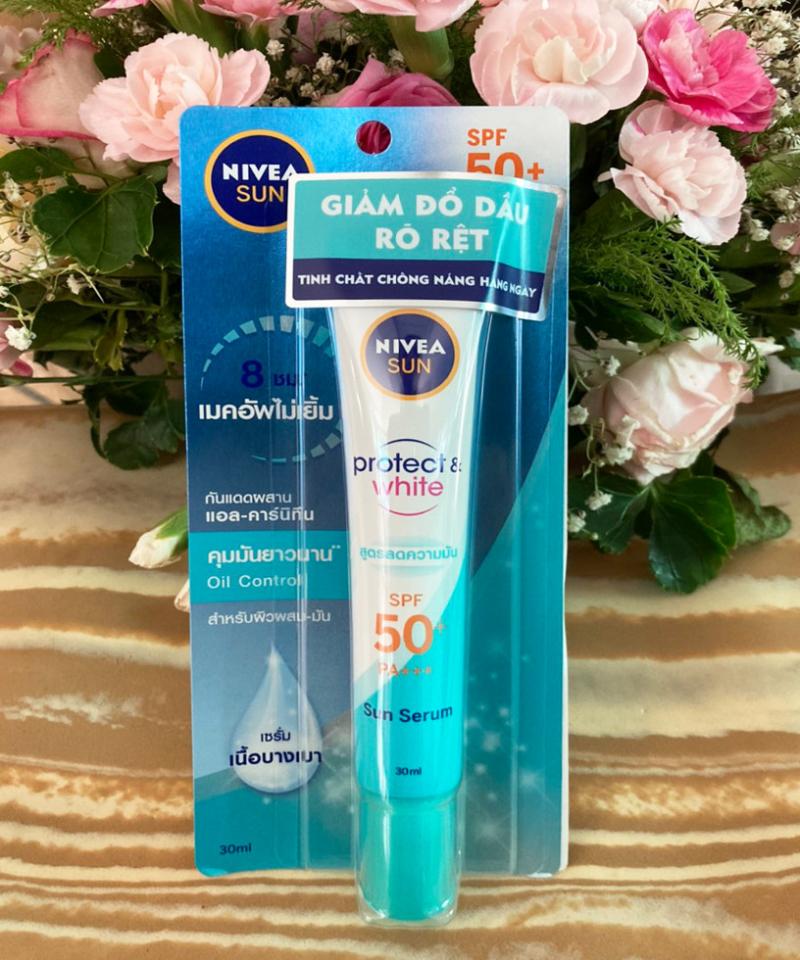 NIVEA
SUN
SPF
50+
GIẢM ĐỔ DẦU
RÕ RỆT
TINH CHẤT CHỐNG NẮNG HẰNG NGÀY
NIVEA
SUN
8 ชม.
เมคอัพไม่เยิ้ม
กันแดดผสาน
แอล-คาร์นิทีน
คุมมันยาวนาน**
Oil Control
สำหรับผิวผสม-มัน
เซรั่ม
เนื้อบางเบา
30ml
protect &
white
สูตรลดความมัน
SPF
50+
PA+++
Sun Serum
30ml